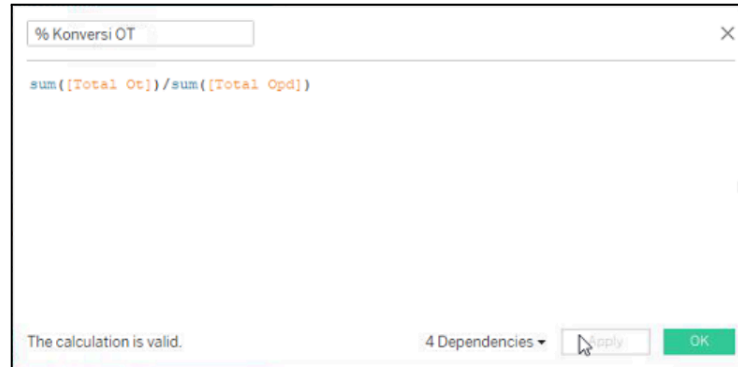 % Konversi OT
sum([Total Ot])/sum([Total Opd])
The calculation is valid.
4 Dependencies
Apply
OK